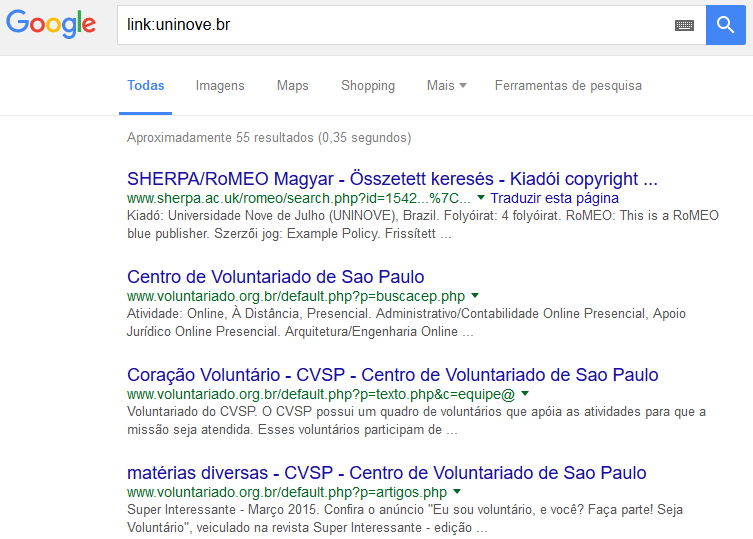 Google
link:uninove.br
Todas Imagens Maps Shopping Mais Ferramentas de pesquisa
Aproximadamente 55 resultados (0,35 segundos)
SHERPA/RoMEO Magyar - Összetett keresés - Kiadói copyright ...
www.sherpa.ac.uk/romeo/search.php?id=1542...%7C... Traduzir esta página
Kiadó: Universidade Nove de Julho (UNINOVE), Brazil. Folyóirat: 4 folyóirat. RoMEO: This is a RoMEO
blue publisher. Szerzői jog: Example Policy. Frissített ...
Centro de Voluntariado de Sao Paulo
www.voluntariado.org.br/default.php?p=buscacep.php
Atividade: Online, À Distância, Presencial. Administrativo/Contabilidade Online Presencial, Apoio
Jurídico Online Presencial. Arquitetura/Engenharia Online ...
Coração Voluntário - CVSP - Centro de Voluntariado de Sao Paulo
www.voluntariado.org.br/default.php?p=texto.php&c=equipe@
Voluntariado do CVSP. O CVSP possui um quadro de voluntários que apóia as atividades para que a
missão seja atendida. Esses voluntários participam de ...
matérias diversas - CVSP - Centro de Voluntariado de Sao Paulo
www.voluntariado.org.br/default.php?p=artigos.php
Super Interessante - Março 2015. Confira o anúncio "Eu sou voluntário, e você? Faça parte! Seja
Voluntário", veiculado na revista Super Interessante - edição ...